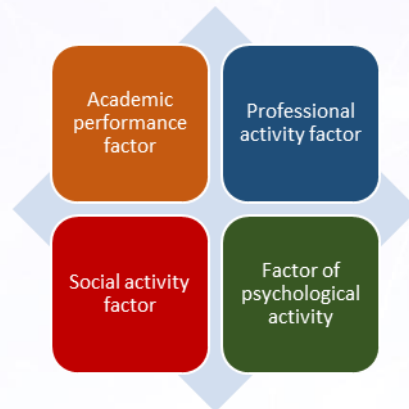 Academic
performance
factor
Professional
activity factor
Social activity
factor
Factor of
psychological
activity